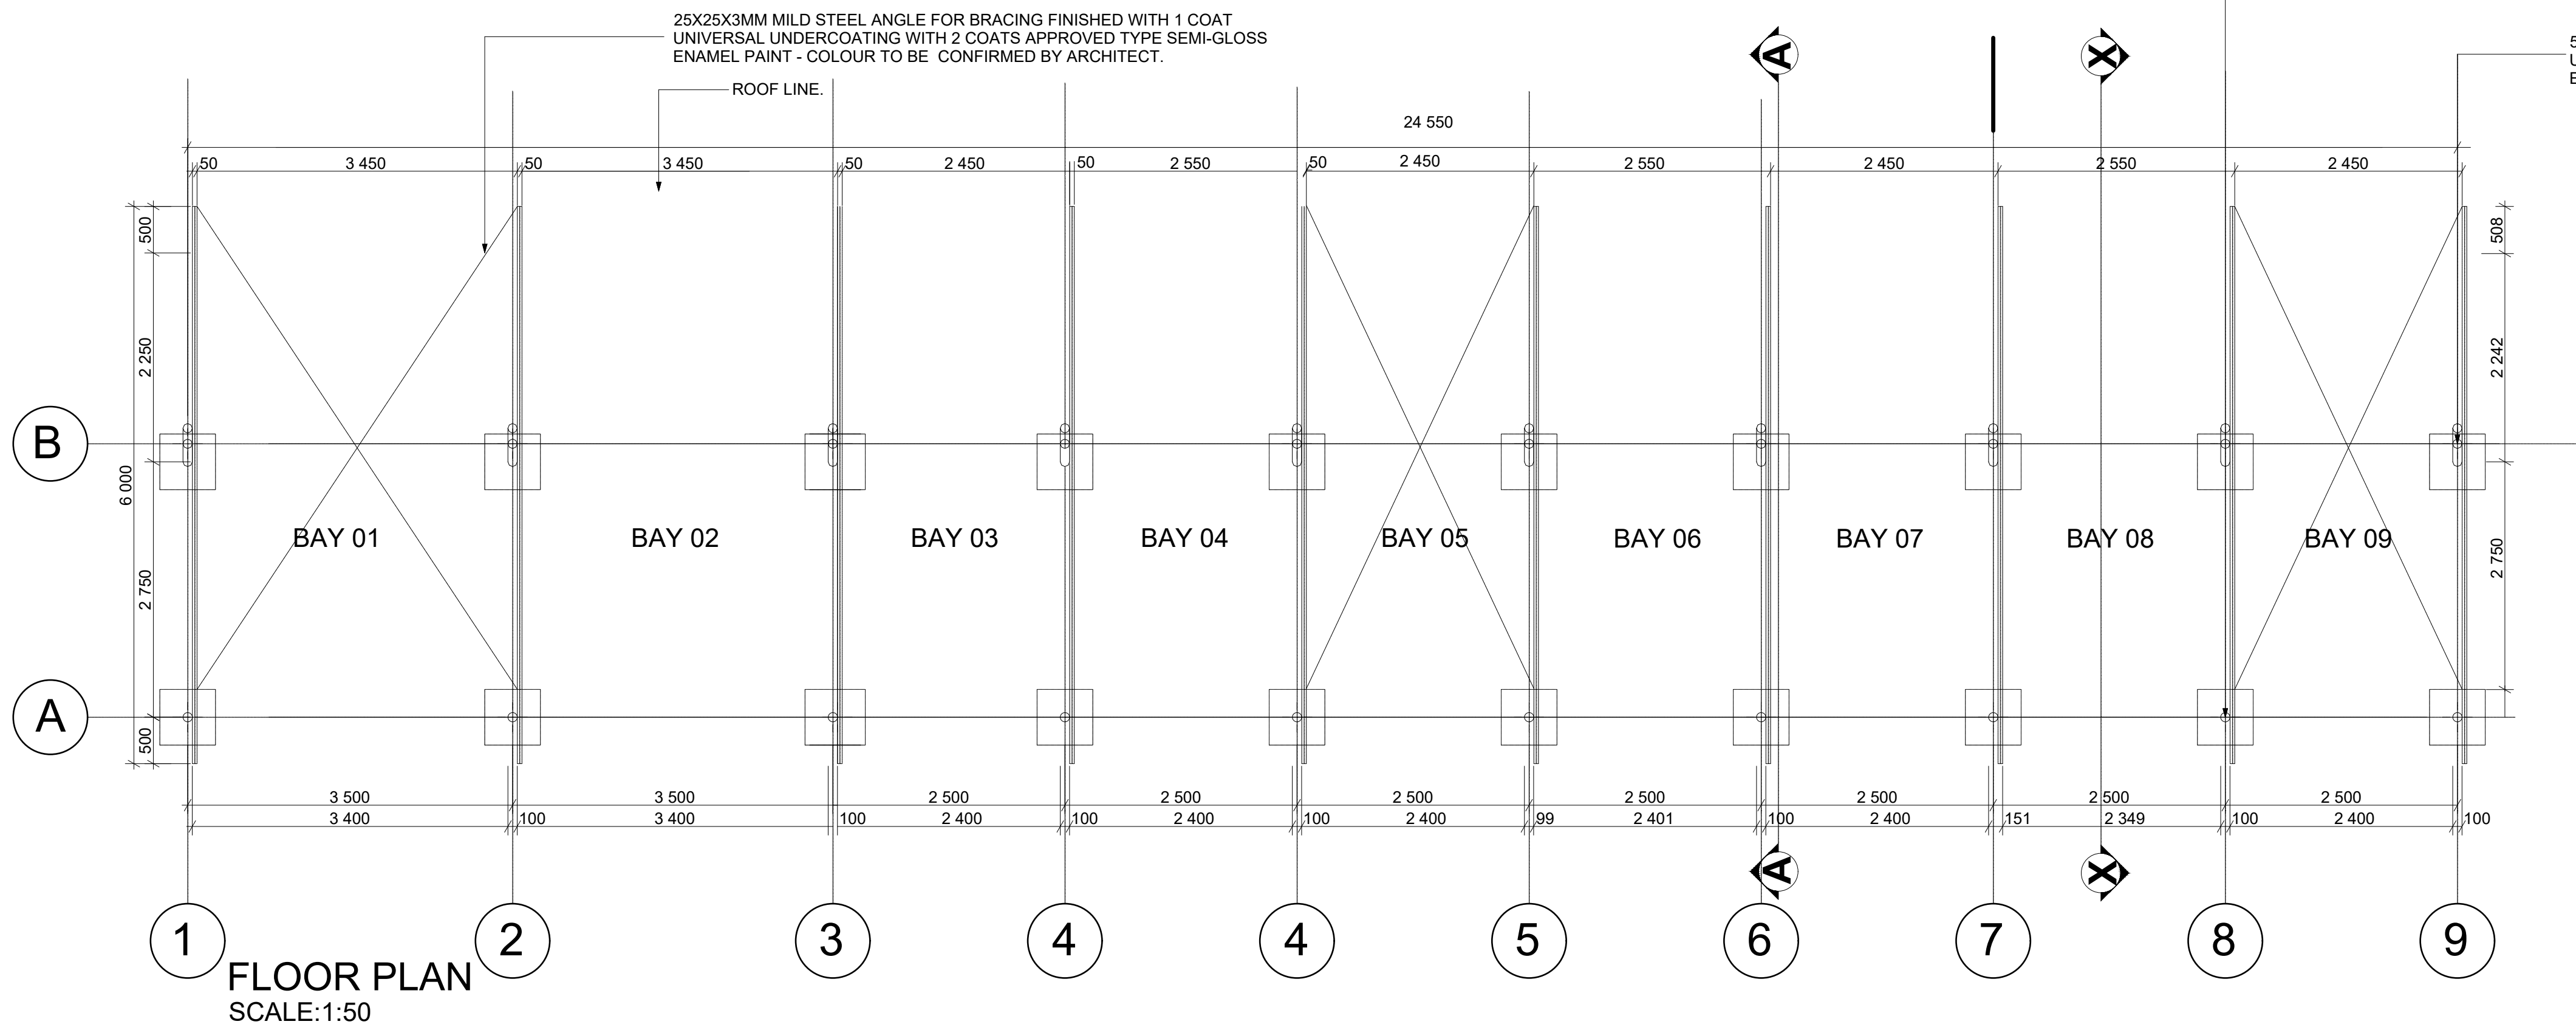 25X25X3MM MILD STEEL ANGLE FOR BRACING FINISHED WITH 1 COAT
UNIVERSAL UNDERCOATING WITH 2 COATS APPROVED TYPE SEMI-GLOSS
ENAMEL PAINT - COLOUR TO BE CONFIRMED BY ARCHITECT.
ROOF LINE.
A X
5
U
E
24 550
50 3 450 50 3 450 50 2 450 50 2 550 50 2 450 2 550 2 450 2 550 2 450
500
2 250
6 000
2 750
500
508
2 242
2 750
B
BAY 01 BAY 02 BAY 03 BAY 04 BAY 05 BAY 06 BAY 07 BAY 08 BAY 09
A
3 500 3 500 2 500 2 500 2 500 2 500 2 500 2 500 2 500
3 400 100 3 400 100 2 400 100 2 400 100 2 400 99 2 401 100 2 400 151 2 349 100 2 400 100
A X
1 2 3 4 4 5 6 7 8 9
FLOOR PLAN
SCALE:1:50